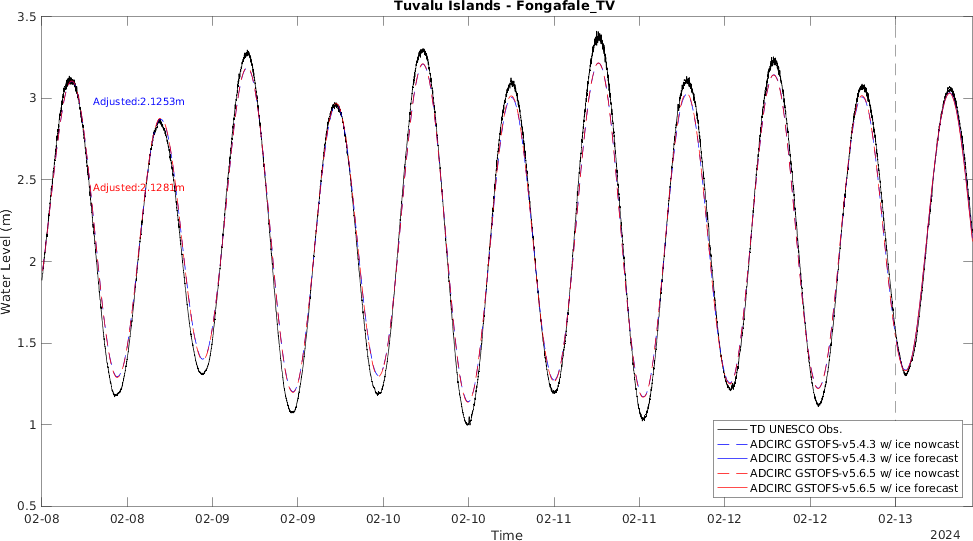 Tuvalu Islands - Fongafale_TV
3.5
3
2.5
2
1.5
1
0.5
Water Level (m)
Adjusted:2.1253m
Adjusted:2.1281m
TD UNESCO Obs.
ADCIRC GSTOFS-v5.4.3 w/ ice nowcast
ADCIRC GSTOFS-v5.4.3 w/ ice forecast
ADCIRC GSTOFS-v5.6.5 w/ ice nowcast
ADCIRC GSTOFS-v5.6.5 w/ ice forecast
02-08 02-08 02-09 02-09 02-10 02-10 02-11 02-11 02-12 02-12 02-13
Time
2024